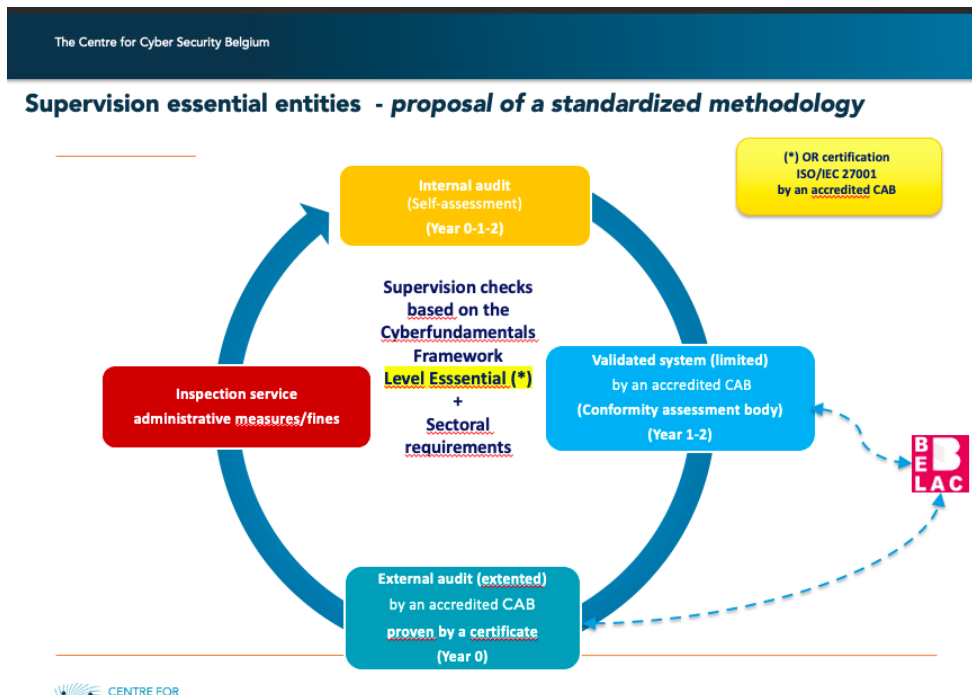 The Centre for Cyber Security Belgium
Supervision essential entities - proposal of a standardized methodology
(*) OR certification
ISO/IEC 27001
by an accredited CAB
Internal audit
(Self-assessment)
(Year 0-1-2)
Supervision checks
based on the
Cyberfundamentals
Framework
Level Esssential (*)
+
Sectoral
requirements
Validated system (limited)
by an accredited CAB
(Conformity assessment body)
(Year 1-2)
Inspection service
administrative measures/fines
B B
E
L A C
External audit (extented)
by an accredited CAB
proven by a certificate
(Year 0)
CENTRE FOR